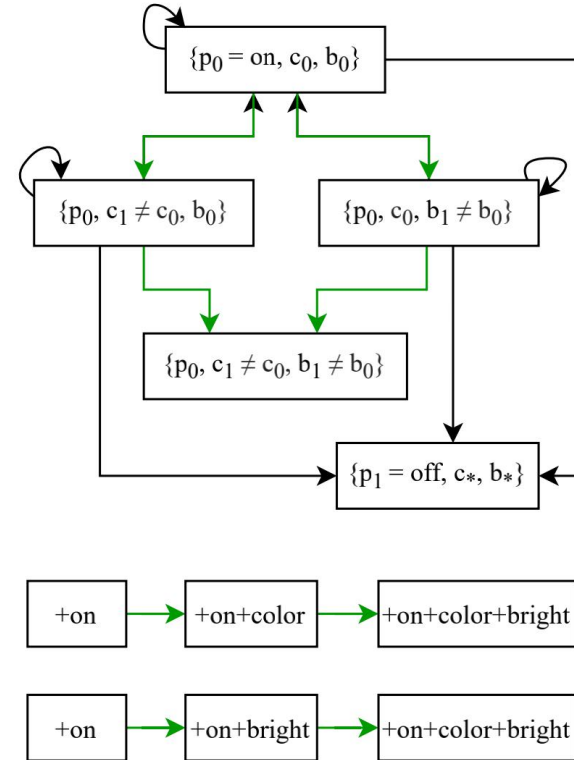 {p₀ = on, c₀, b₀}
{p₀, c₁ ≠ c₀, b₀}
{p₀, c₀, b₁ ≠ b₀}
{p₀, c₁ ≠ c₀, b₁ ≠ b₀}
{p₁ = off, c*, b*}
+on
+on+color
+on+color+bright
+on
+on+bright
+on+color+bright